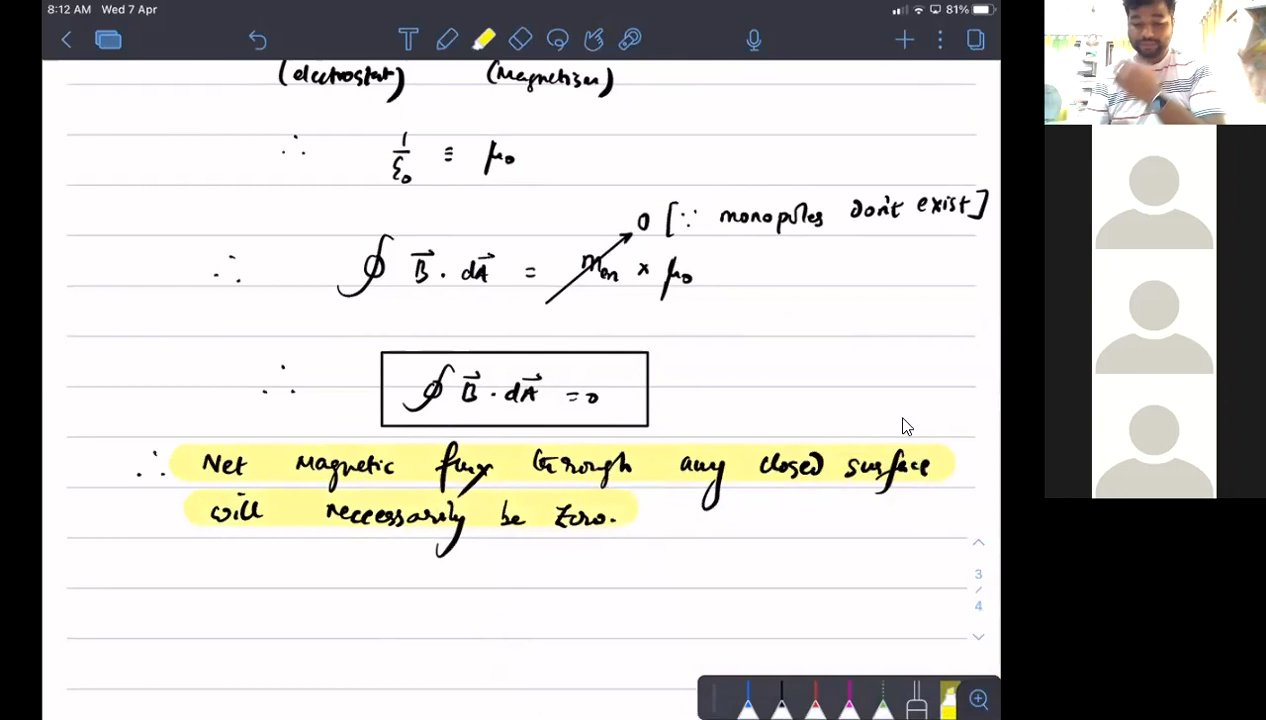 8:12 AM Wed 7 Apr 81%
(electrostat) (Magnetism)
∴ 1/ε₀ ≡ μ₀
0 [∵ monopoles don't exist]
∴ ∮ B⃗ . dA⃗ = m_en × μ₀
∴ ∮ B⃗ . dA⃗ = 0
∴ Net Magnetic flux through any closed surface
will neccessarily be Zero.
3
/
4